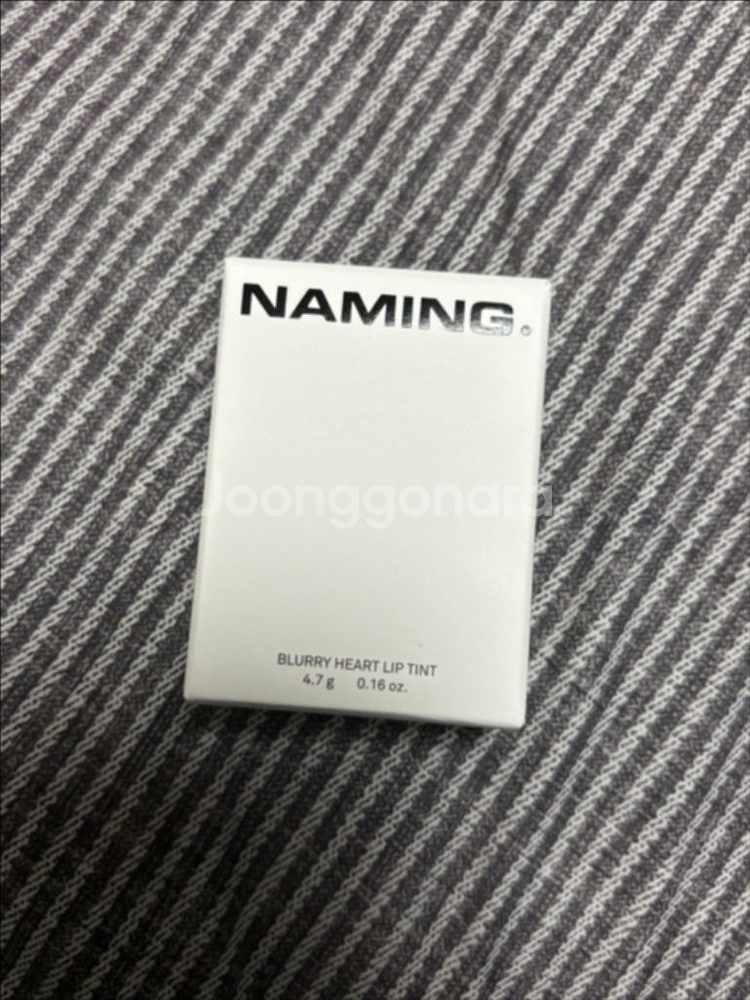 NAMING.®
Joonggonara
BLURRY HEART LIP TINT
4.7 g 0.16 oz.